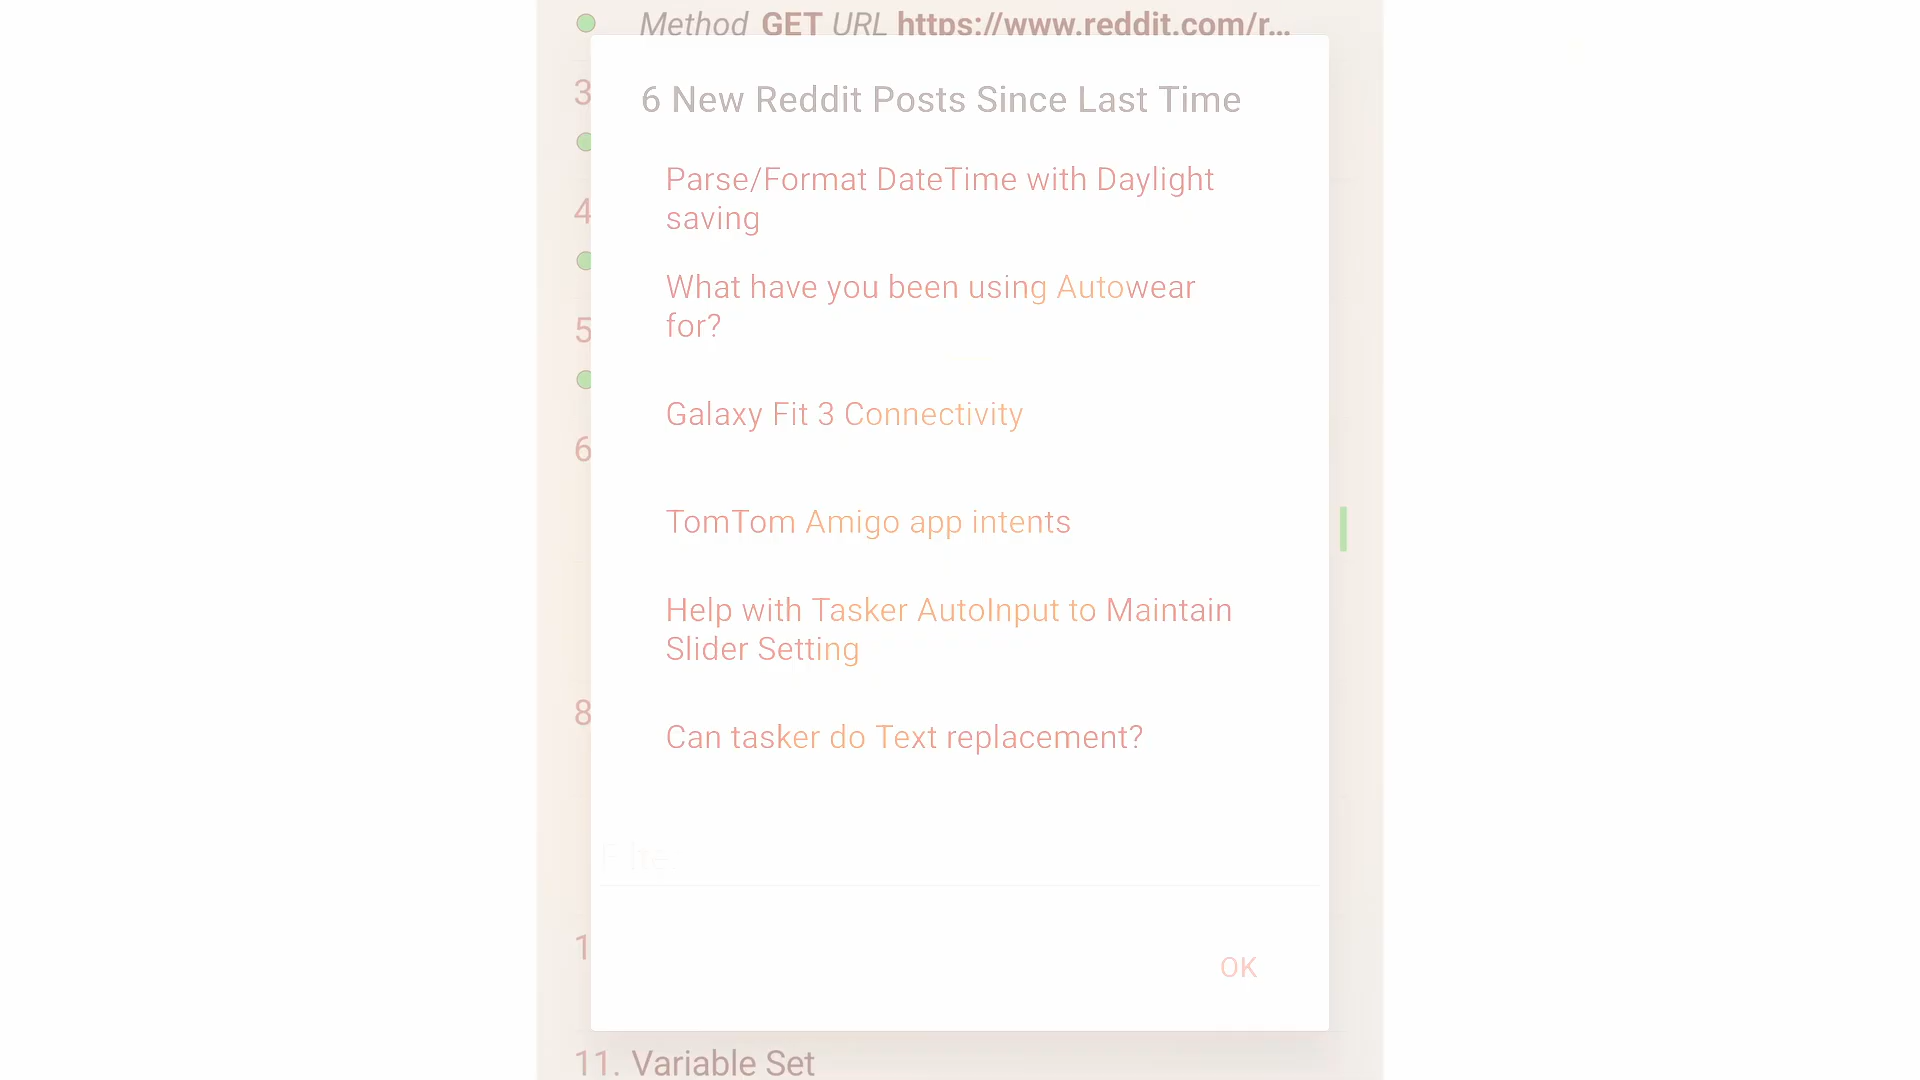 Method GET URL https://www.reddit.com/r...
3
6 New Reddit Posts Since Last Time
Parse/Format DateTime with Daylight
saving
4
What have you been using Autowear
for?
5
Galaxy Fit 3 Connectivity
6
TomTom Amigo app intents
Help with Tasker AutoInput to Maintain
Slider Setting
8
Can tasker do Text replacement?
1
OK
11. Variable Set